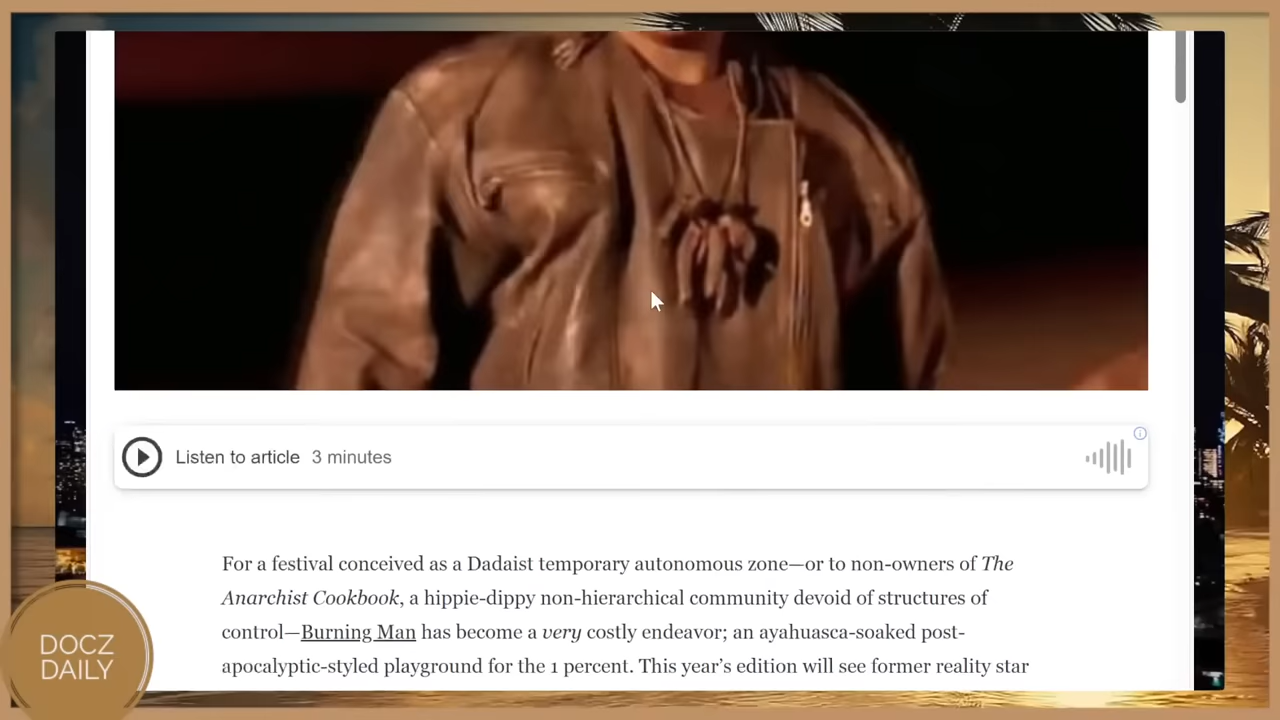 Listen to article 3 minutes
For a festival conceived as a Dadaist temporary autonomous zone—or to non-owners of The
Anarchist Cookbook, a hippie-dippy non-hierarchical community devoid of structures of
control—Burning Man has become a very costly endeavor; an ayahuasca-soaked post-
apocalyptic-styled playground for the 1 percent. This year’s edition will see former reality star
DOCZ
DAILY